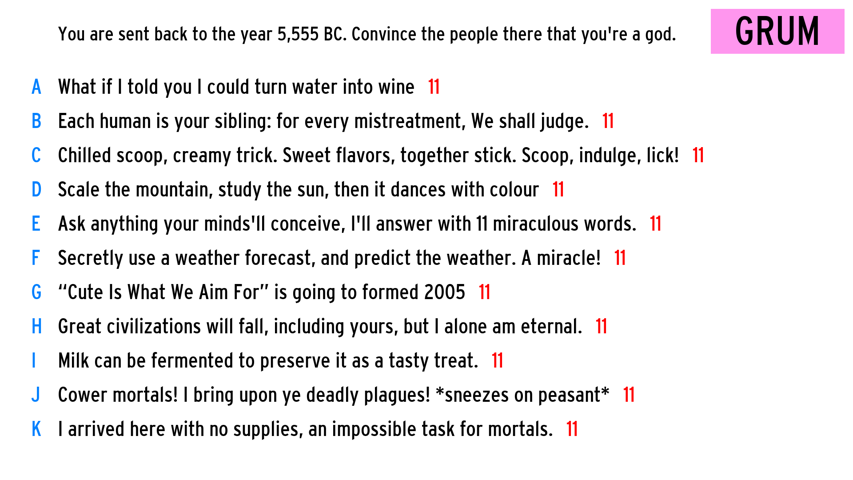 You are sent back to the year 5,555 BC. Convince the people there that you're a god.
GRUM
A What if I told you I could turn water into wine 11
B Each human is your sibling: for every mistreatment, We shall judge. 11
C Chilled scoop, creamy trick. Sweet flavors, together stick. Scoop, indulge, lick! 11
D Scale the mountain, study the sun, then it dances with colour 11
E Ask anything your minds'll conceive, I'll answer with 11 miraculous words. 11
F Secretly use a weather forecast, and predict the weather. A miracle! 11
G “Cute Is What We Aim For” is going to formed 2005 11
H Great civilizations will fall, including yours, but I alone am eternal. 11
I Milk can be fermented to preserve it as a tasty treat. 11
J Cower mortals! I bring upon ye deadly plagues! *sneezes on peasant* 11
K I arrived here with no supplies, an impossible task for mortals. 11